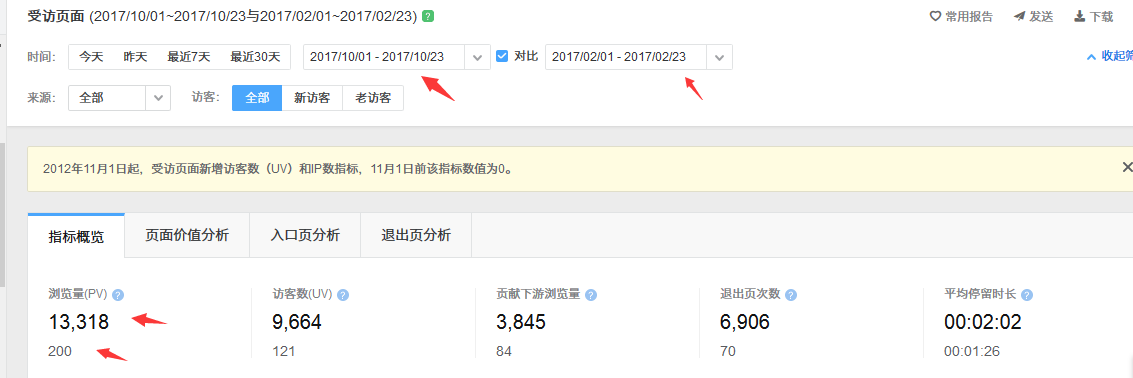 受访页面 (2017/10/01~2017/10/23与2017/02/01~2017/02/23) ? 常用报告 发送 下载
时间: 今天 昨天 最近7天 最近30天 2017/10/01 - 2017/10/23 对比 2017/02/01 - 2017/02/23 收起筛
来源: 全部 访客: 全部 新访客 老访客
2012年11月1日起，受访页面新增访客数（UV）和IP数指标，11月1日前该指标数值为0。
指标概览 页面价值分析 入口页分析 退出页分析
浏览量(PV) ? 访客数(UV) ? 贡献下游浏览量 ? 退出页次数 ? 平均停留时长 ?
13,318 9,664 3,845 6,906 00:02:02
200 121 84 70 00:01:26